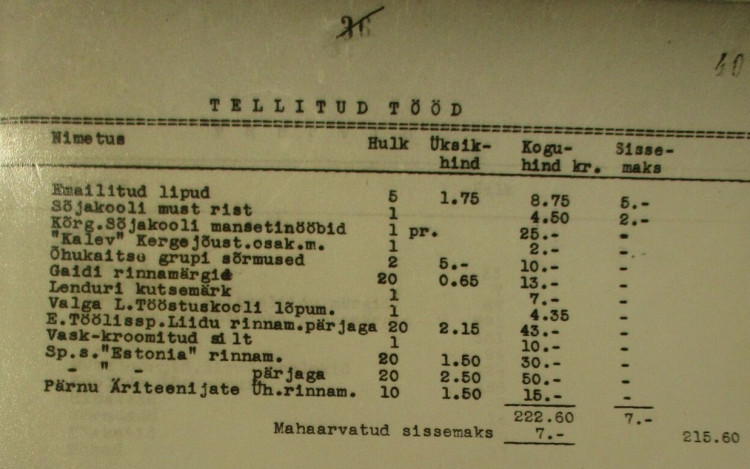 36
40
TELLITUD TÖÖD
Nimetus Hulk Üksik-hind Kogu-hind kr. Sisse-maks
Emailitud lipud 5 1.75 8.75 5.-
Sõjakooli must rist 1 4.50 2.-
Kõrg.Sõjakooli mansetinööbid 1 pr. 25.- -
"Kalev" Kergejõust.osak.m. 1 2.- -
Õhukaitse grupi sõrmused 2 5.- 10.- -
Gaidi rinnamärgid 20 0.65 13.- -
Lenduri kutsemärk 1 7.- -
Valga L.Tööstuskooli lõpum. 1 4.35 -
E.Töölissp.Liidu rinnam.pärjaga 20 2.15 43.- -
Vask-kroomitud silt 1 10.- -
Sp.s."Estonia" rinnam. 20 1.50 30.- -
- " - pärjaga 20 2.50 50.- -
Pärnu Äriteenijate Üh.rinnam. 10 1.50 15.- -
222.60 7.-
Mahaarvatud sissemaks 7.- 215.60